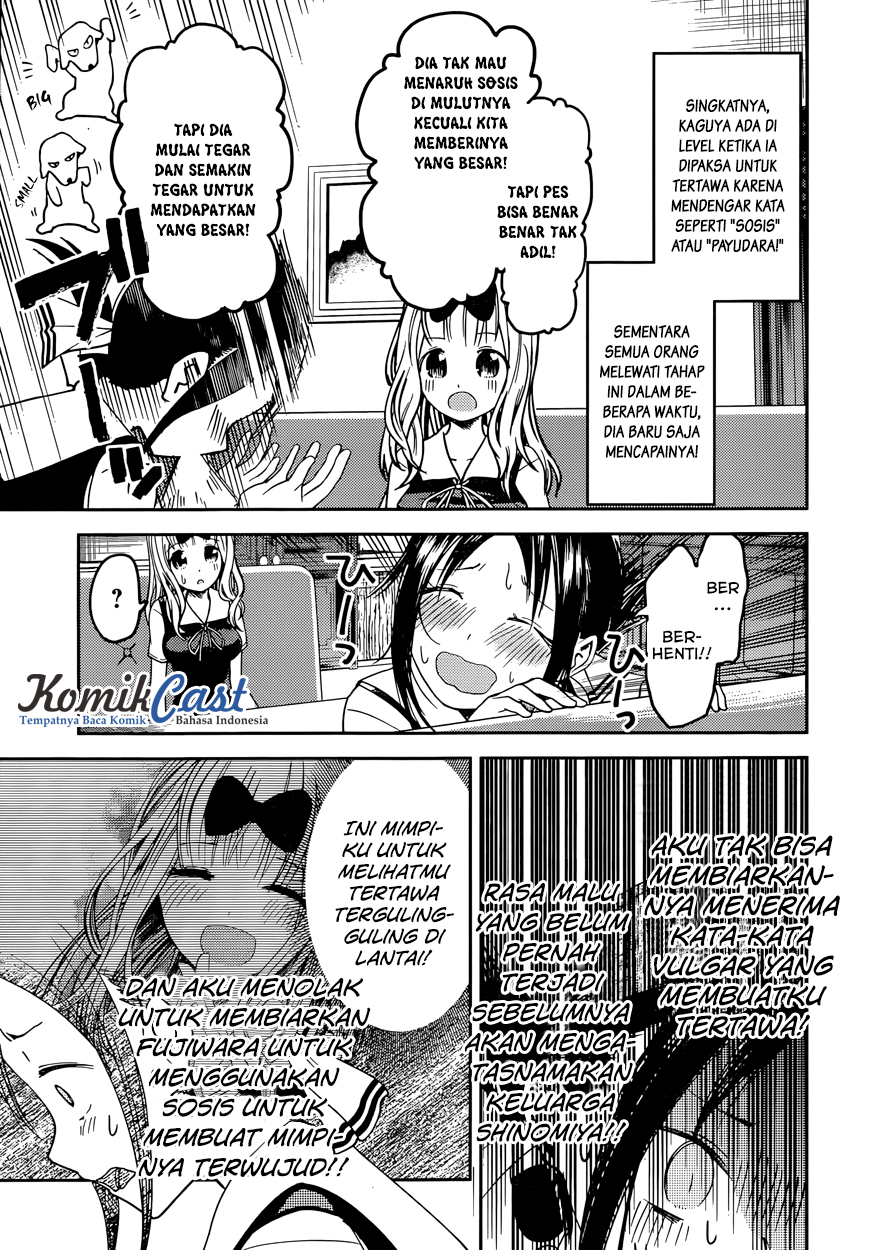 SINGKATNYA,
KAGUYA ADA DI
LEVEL KETIKA IA
DIPAKSA UNTUK
TERTAWA KARENA
MENDENGAR KATA
SEPERTI "SOSIS"
ATAU "PAYUDARA!"
SEMENTARA
SEMUA ORANG
MELEWATI TAHAP
INI DALAM BE-
BERAPA WAKTU,
DIA BARU SAJA
MENCAPAINYA!
DIA TAK MAU
MENARUH SOSIS
DI MULUTNYA
KECUALI KITA
MEMBERINYA
YANG BESAR!
TAPI PES
BISA BENAR
BENAR TAK
ADIL!
TAPI DIA
MULAI TEGAR
DAN SEMAKIN
TEGAR UNTUK
MENDAPATKAN
YANG BESAR!
BIG
SMALL
BER
...
BER-
HENTI!!
ひーっ
ひーっ
?
KomikCast
Tempatnya Baca Komik Bahasa Indonesia
AKU TAK BISA
MEMBIARKAN-
NYA MENERIMA
KATA-KATA
VULGAR YANG
MEMBUATKU
TERTAWA!
RASA MALU
YANG BELUM
PERNAH
TERJADI
SEBELUMNYA
AKAN MENGA-
TASNAMAKAN
KELUARGA
SHINOMIYA!!
INI MIMPI-
KU UNTUK
MELIHATMU
TERTAWA
TERGULING-
GULING DI
LANTAI!
DAN AKU MENOLAK
UNTUK MEMBIARKAN
FUJIWARA UNTUK
MENGGUNAKAN
SOSIS UNTUK
MEMBUAT MIMPI-
NYA TERWUJUD!!